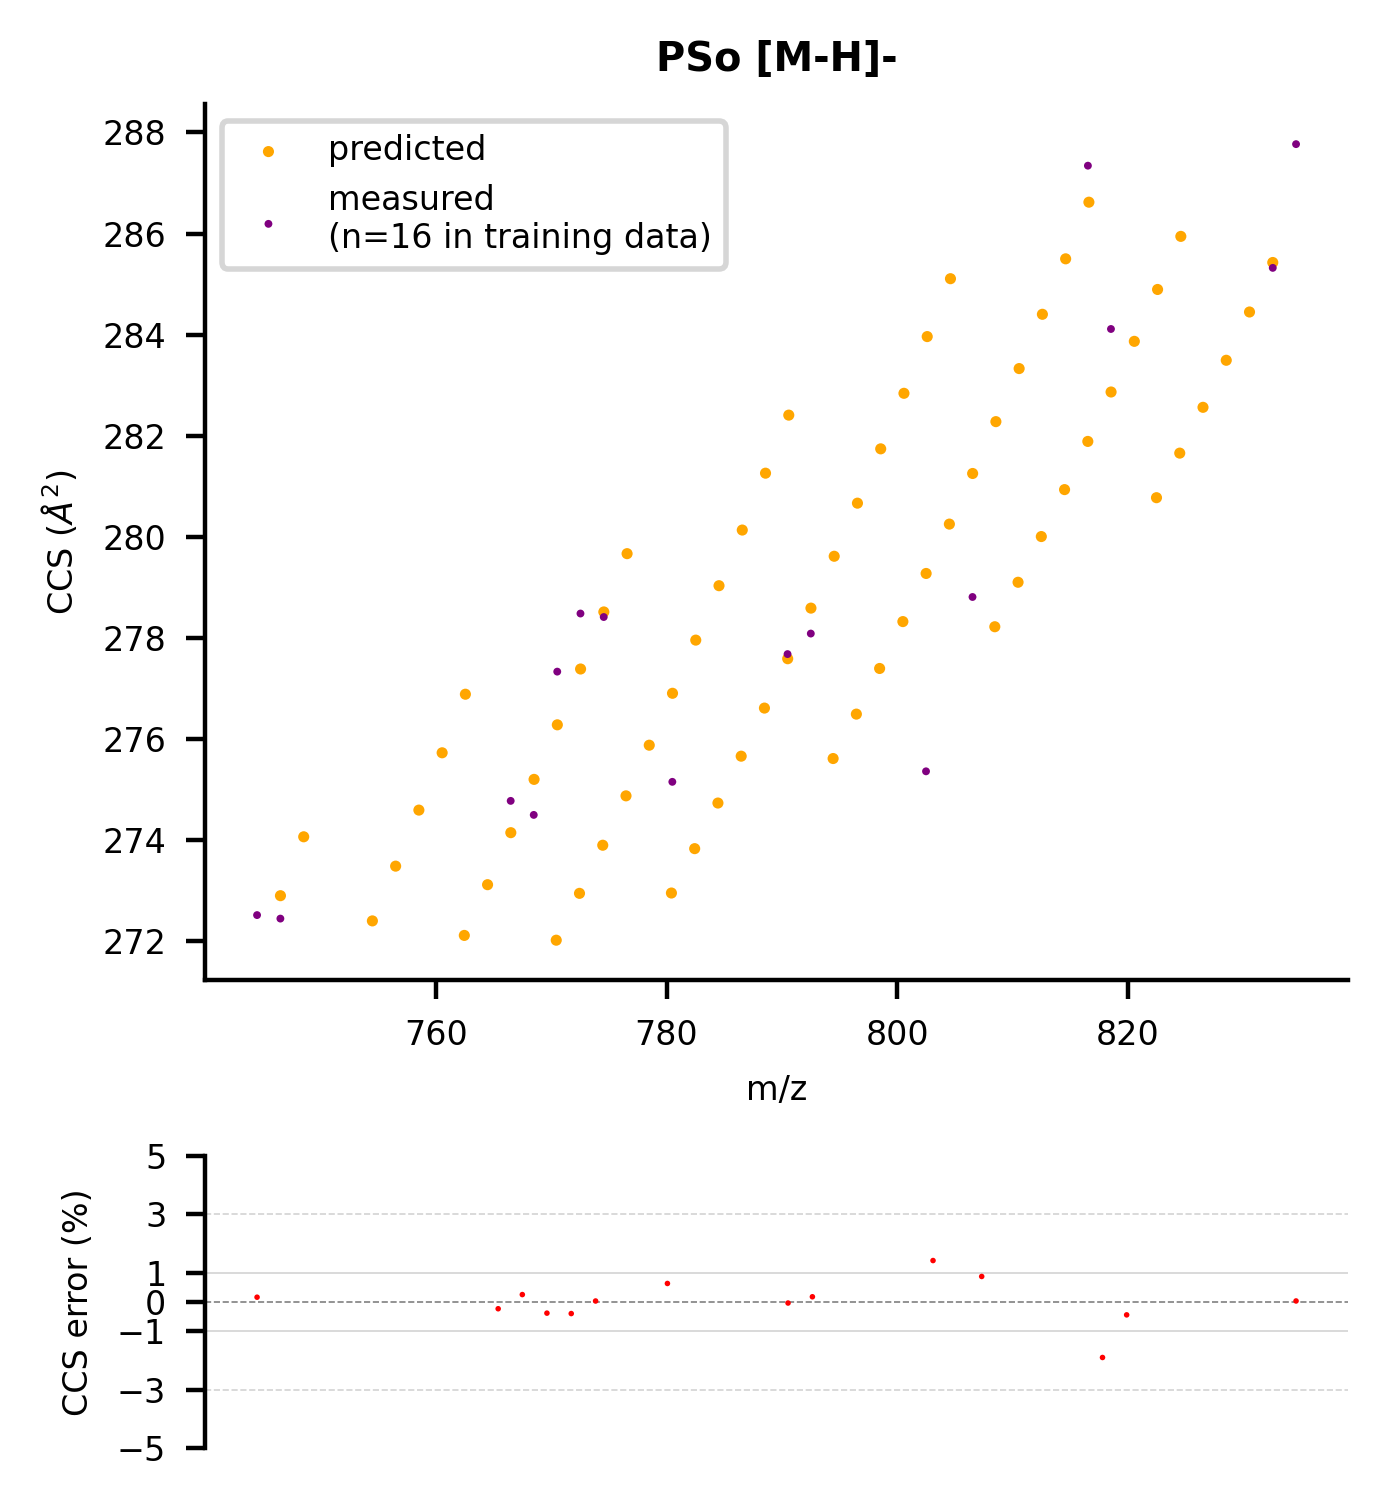 PSo [M-H]-
288
286
284
282
280
278
276
274
272
CCS (Å²)
predicted
measured
(n=16 in training data)
760 780 800 820
m/z
5
3
1
0
−1
−3
−5
CCS error (%)